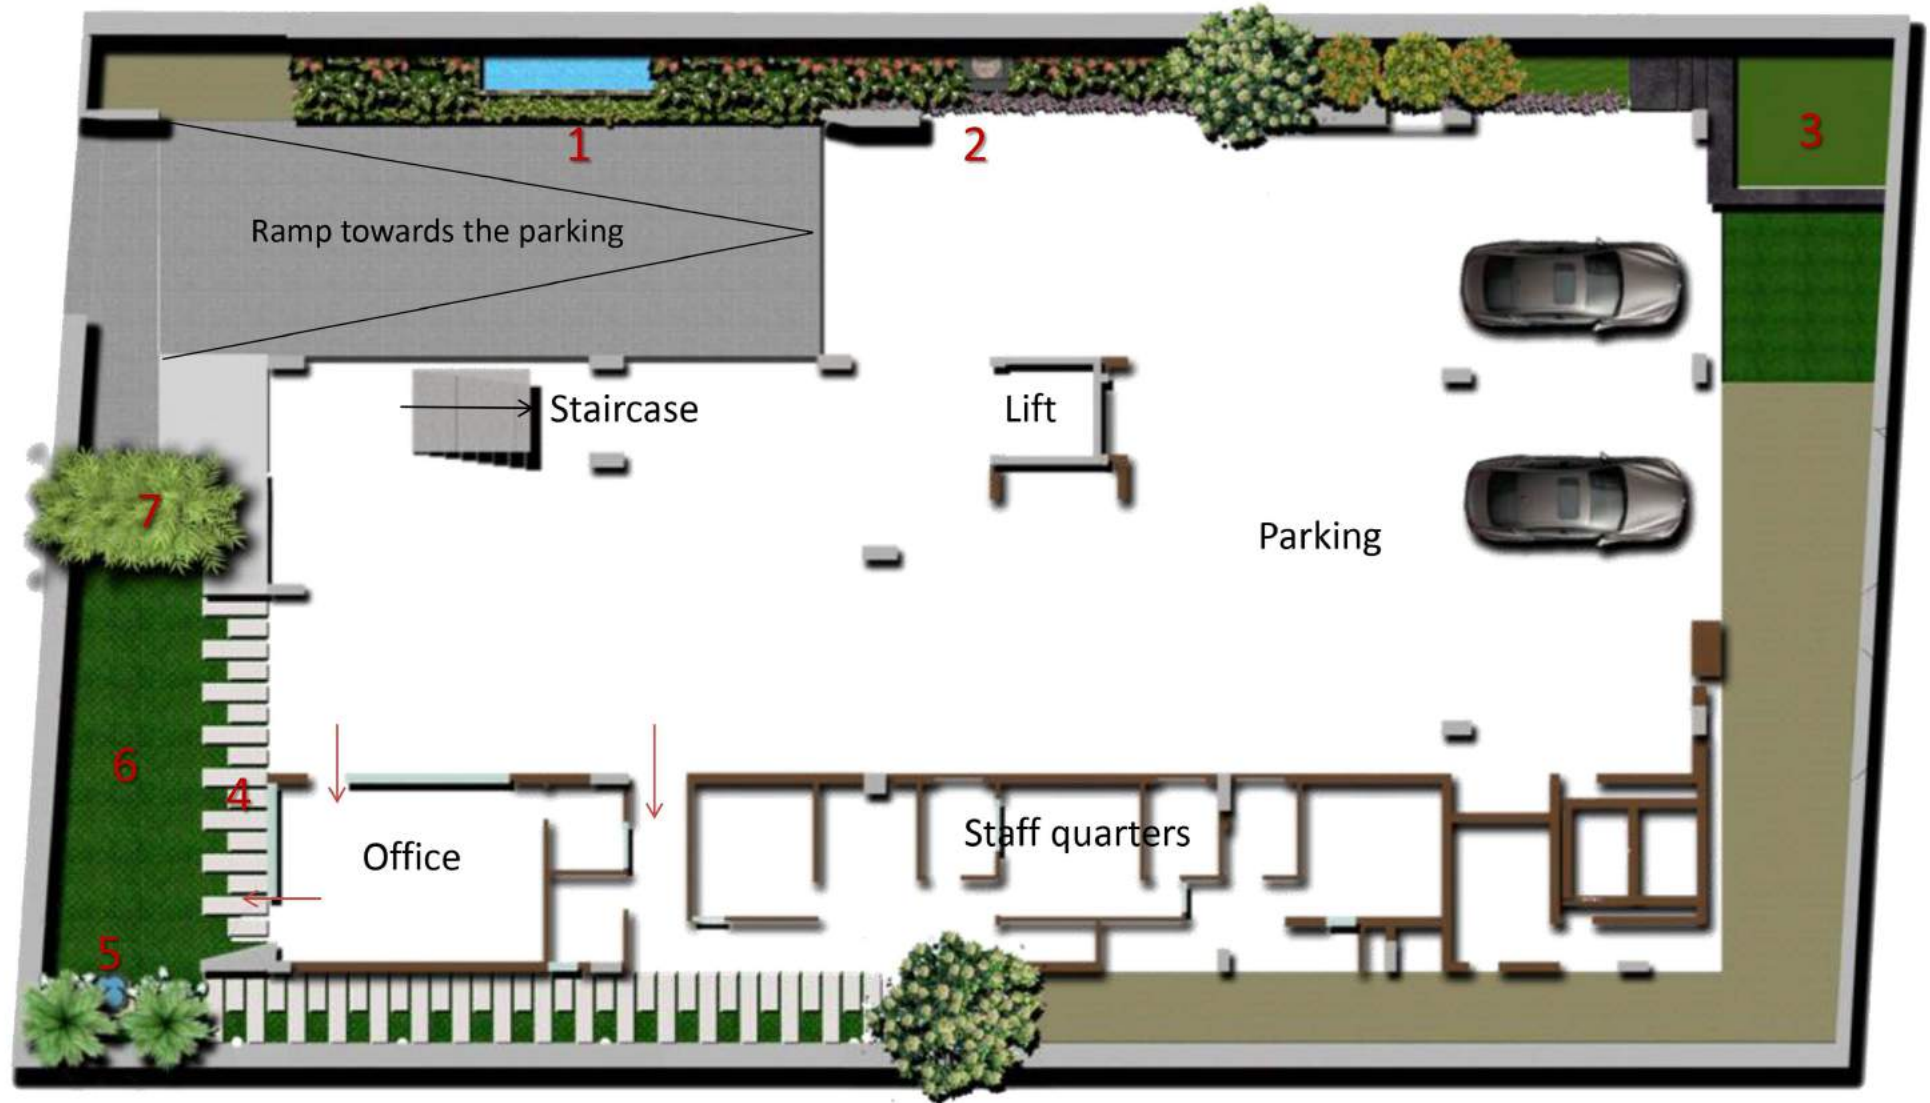 1
2
3
Ramp towards the parking
Staircase
Lift
7
Parking
6
4
Staff quarters
Office
5